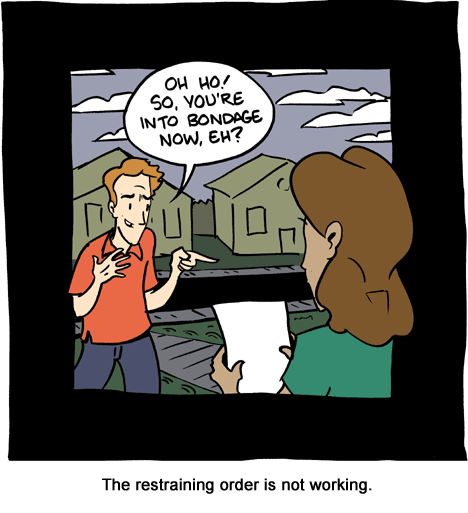 OH HO!
SO, YOU'RE
INTO BONDAGE
NOW, EH?
The restraining order is not working.